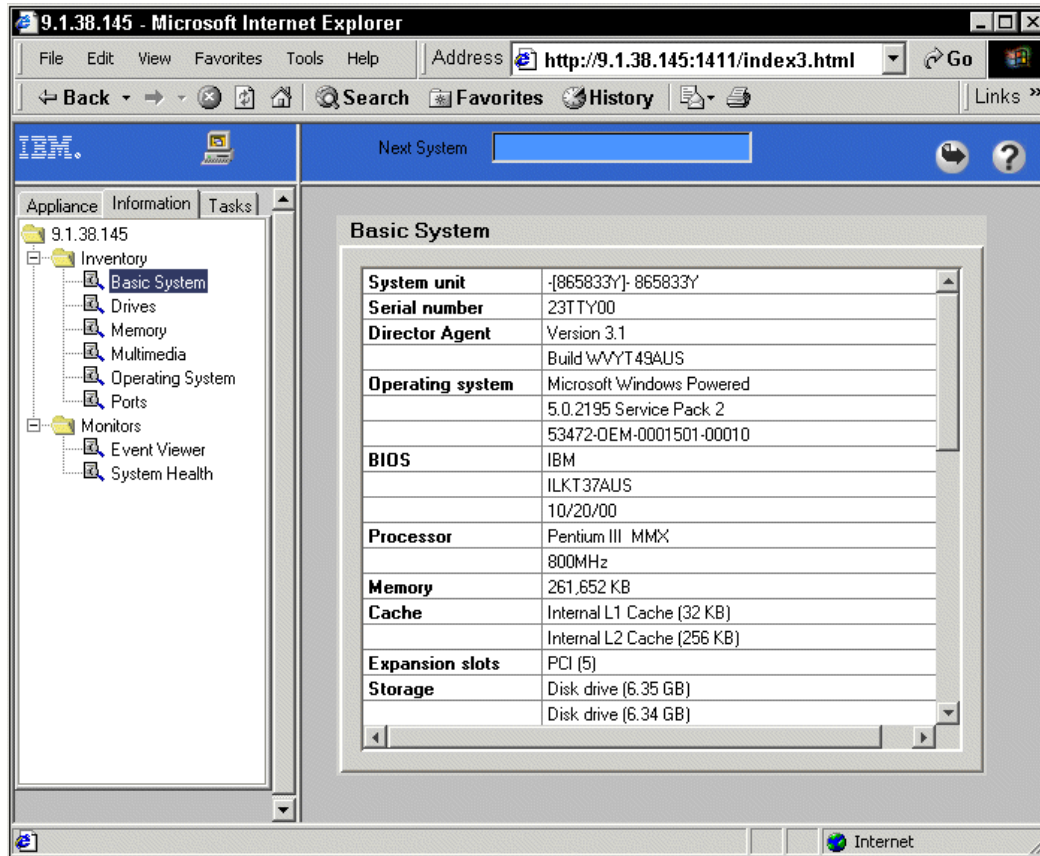 9.1.38.145 - Microsoft Internet Explorer
File Edit View Favorites Tools Help Address http://9.1.38.145:1411/index3.html Go
Back Search Favorites History Links »
IBM. Next System ?
Appliance Information Tasks
9.1.38.145
Inventory
Basic System
Drives
Memory
Multimedia
Operating System
Ports
Monitors
Event Viewer
System Health
Basic System
System unit -[865833Y]- 865833Y
Serial number 23TTY00
Director Agent Version 3.1
Build WVYT49AUS
Operating system Microsoft Windows Powered
5.0.2195 Service Pack 2
53472-OEM-0001501-00010
BIOS IBM
ILKT37AUS
10/20/00
Processor Pentium III MMX
800MHz
Memory 261,652 KB
Cache Internal L1 Cache (32 KB)
Internal L2 Cache (256 KB)
Expansion slots PCI (5)
Storage Disk drive (6.35 GB)
Disk drive (6.34 GB)
Internet